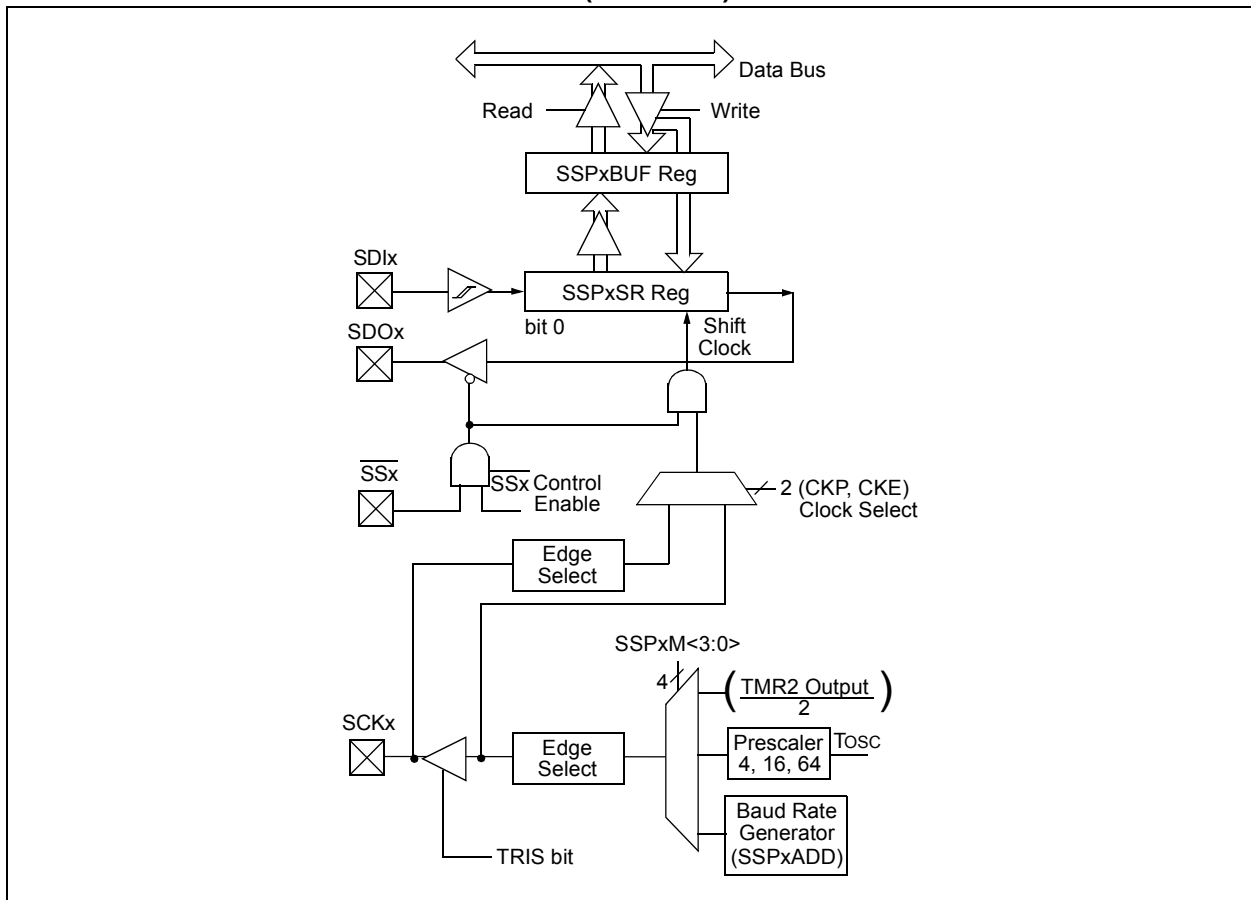 Data Bus
Read
Write
SSPxBUF Reg
SDIx
SSPxSR Reg
SDOx
bit 0
Shift
Clock
SSx
SSx Control
Enable
2 (CKP, CKE)
Clock Select
Edge
Select
SSPxM<3:0>
4
(TMR2 Output)
2
SCKx
Edge
Select
Prescaler
4, 16, 64
TOSC
Baud Rate
Generator
(SSPxADD)
TRIS bit